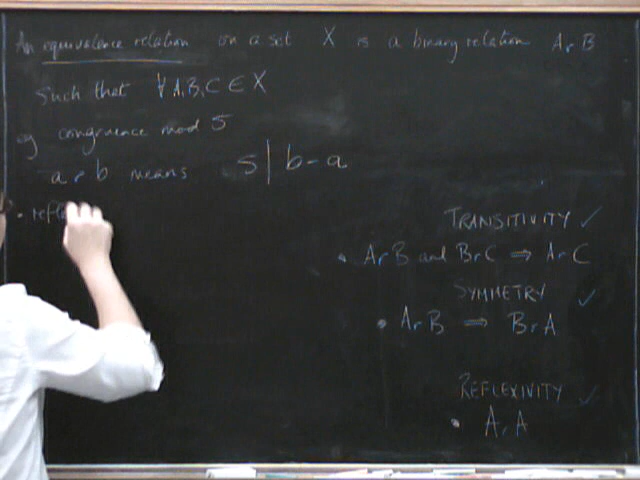 An equivalence relation on a set X is a binary relation A r B
Such that ∀ A, B, C ∈ X
eg congruence mod 5
a r b means 5 | b - a
• refle
TRANSITIVITY ✓
• A r B and B r C ⇒ A r C
SYMMETRY ✓
• A r B ⇒ B r A
REFLEXIVITY ✓
• A r A